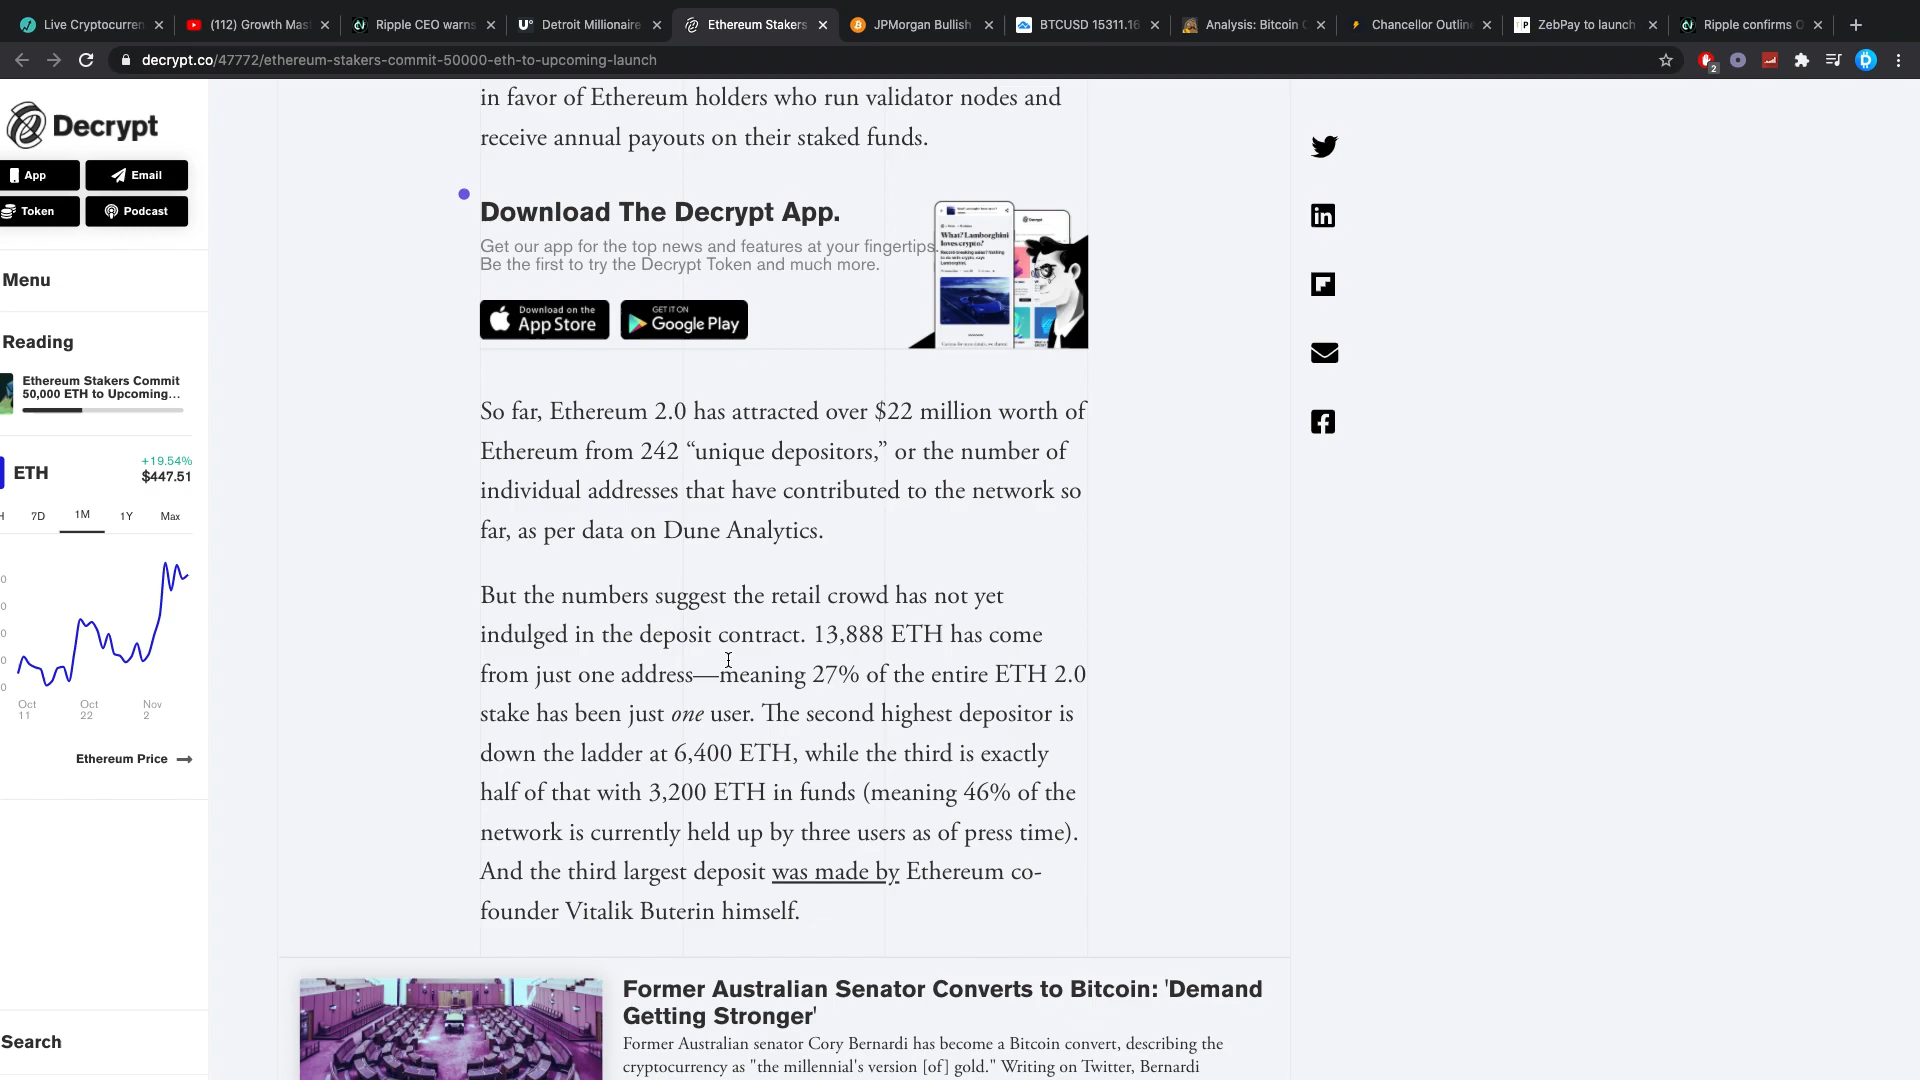 Live Cryptocurren
(112) Growth Mas
Ripple CEO warns
Detroit Millionaire
Ethereum Stakers
JPMorgan Bullish
BTCUSD 15311.16
Analysis: Bitcoin
Chancellor Outline
ZebPay to launch
Ripple confirms
decrypt.co/47772/ethereum-stakers-commit-50000-eth-to-upcoming-launch
2
Decrypt
App
Email
Token
Podcast
Menu
Reading
Ethereum Stakers Commit
50,000 ETH to Upcoming...
ETH
+19.54%
$447.51
H 7D 1M 1Y Max
0
0
0
0
0
Oct Oct Nov
11 22 2
Ethereum Price →
Search
in favor of Ethereum holders who run validator nodes and
receive annual payouts on their staked funds.
Download The Decrypt App.
Get our app for the top news and features at your fingertips.
Be the first to try the Decrypt Token and much more.
Download on the
App Store
GET IT ON
Google Play
Decrypt
What? Lamborghini
loves crypto?
So far, Ethereum 2.0 has attracted over $22 million worth of
Ethereum from 242 “unique depositors,” or the number of
individual addresses that have contributed to the network so
far, as per data on Dune Analytics.
But the numbers suggest the retail crowd has not yet
indulged in the deposit contract. 13,888 ETH has come
from just one address—meaning 27% of the entire ETH 2.0
stake has been just one user. The second highest depositor is
down the ladder at 6,400 ETH, while the third is exactly
half of that with 3,200 ETH in funds (meaning 46% of the
network is currently held up by three users as of press time).
And the third largest deposit was made by Ethereum co-
founder Vitalik Buterin himself.
Former Australian Senator Converts to Bitcoin: 'Demand
Getting Stronger'
Former Australian senator Cory Bernardi has become a Bitcoin convert, describing the
cryptocurrency as "the millennial's version [of] gold." Writing on Twitter, Bernardi